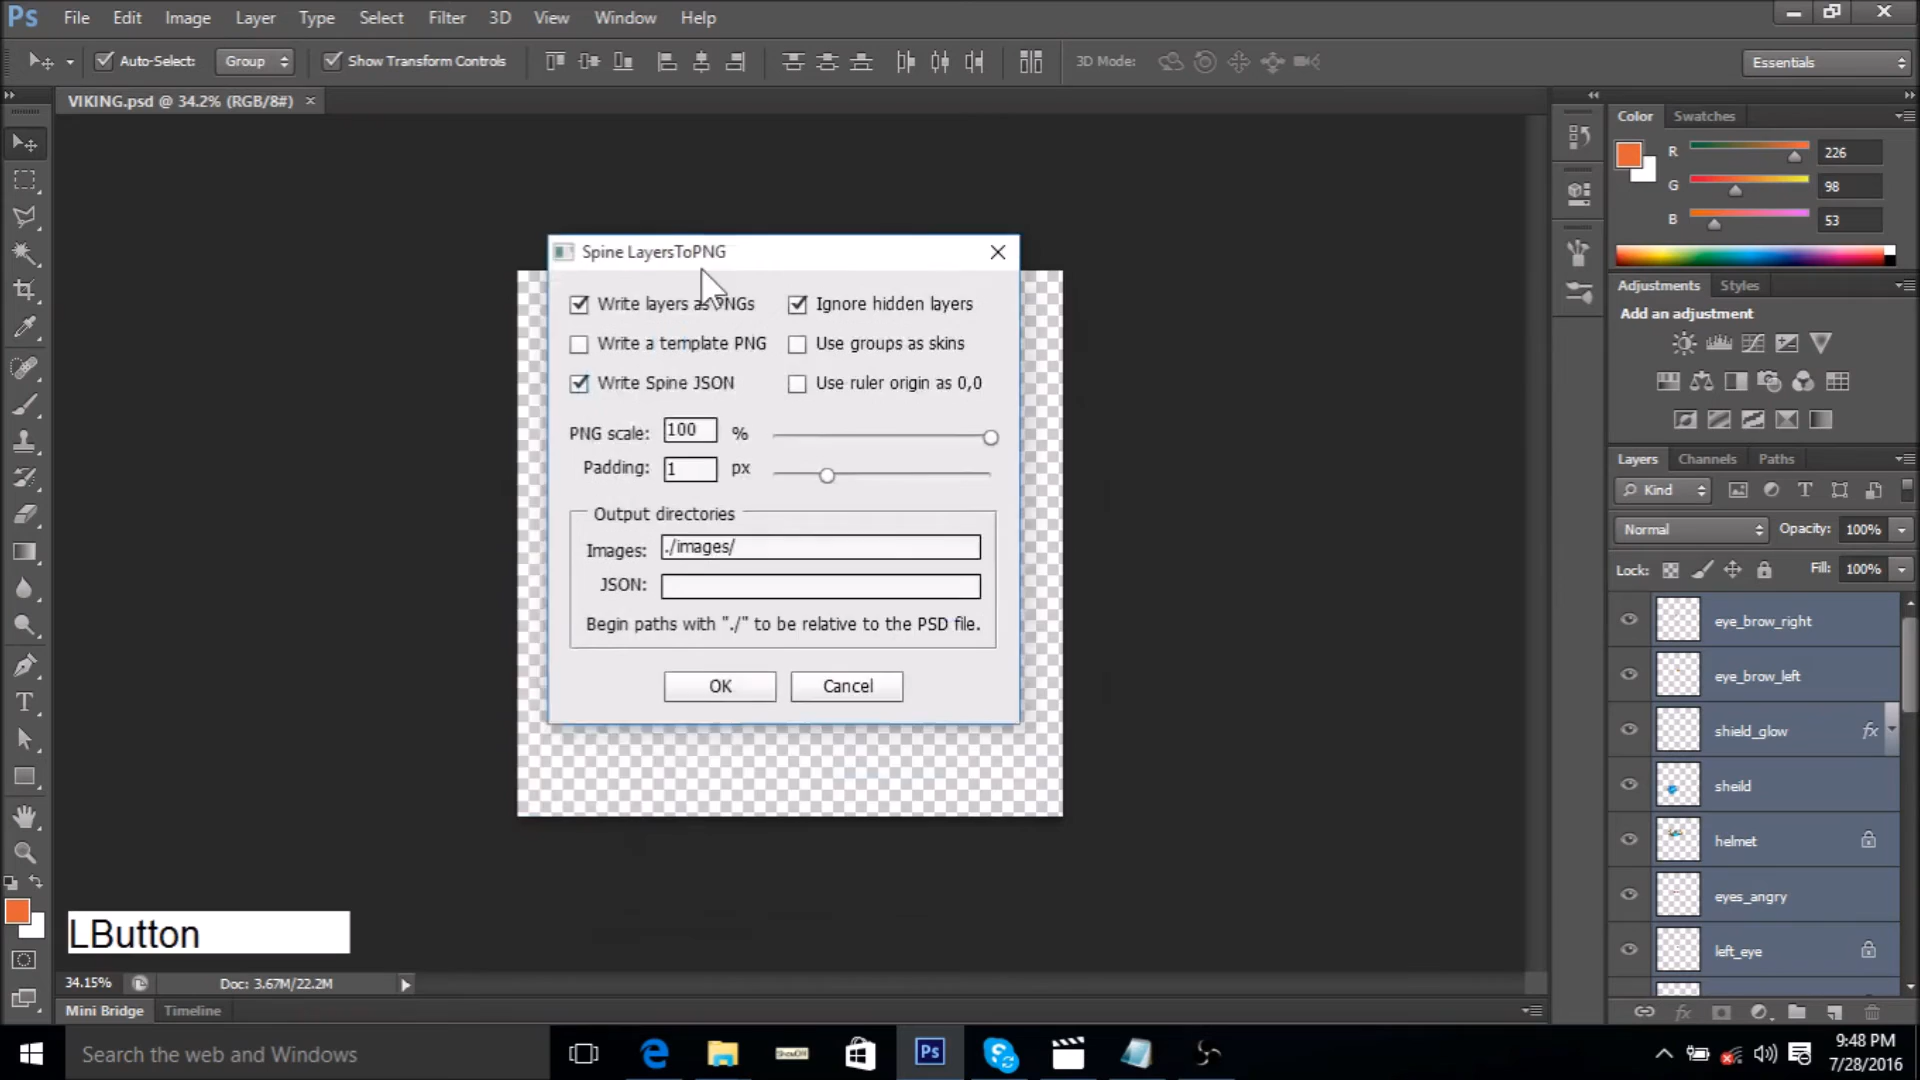 Ps File Edit Image Layer Type Select Filter 3D View Window Help
Auto-Select: Group Show Transform Controls 3D Mode: Essentials
VIKING.psd @ 34.2% (RGB/8#) ×
Color Swatches
R 226
G 98
B 53
Adjustments Styles
Add an adjustment
Layers Channels Paths
Kind
Normal Opacity: 100%
Lock: Fill: 100%
eye_brow_right
eye_brow_left
shield_glow fx
sheild
helmet
eyes_angry
left_eye
Spine LayersToPNG
Write layers as PNGs Ignore hidden layers
Write a template PNG Use groups as skins
Write Spine JSON Use ruler origin as 0,0
PNG scale: 100 %
Padding: 1 px
Output directories
Images: ./images/
JSON:
Begin paths with "./" to be relative to the PSD file.
OK Cancel
LButton
34.15% Doc: 3.67M/22.2M
Mini Bridge Timeline
Search the web and Windows
Ps
9:48 PM
7/28/2016